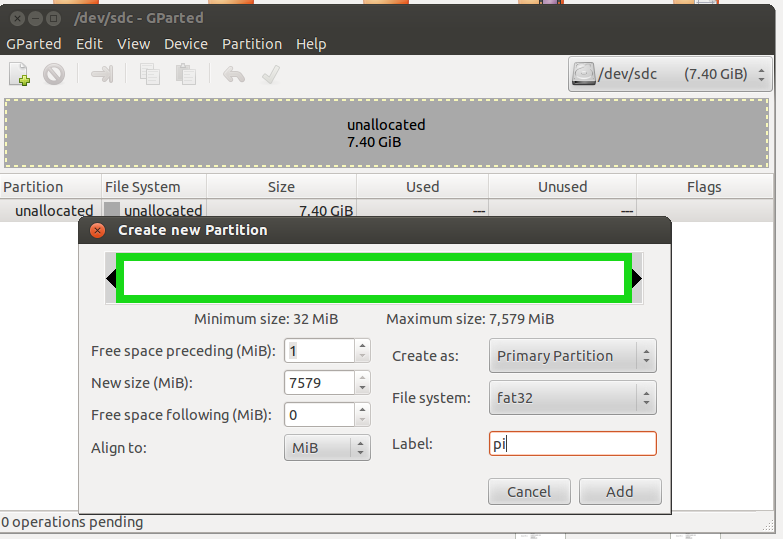 /dev/sdc - GParted
GParted Edit View Device Partition Help
/dev/sdc (7.40 GiB)
unallocated
7.40 GiB
Partition File System Size Used Unused Flags
unallocated unallocated 7.40 GiB --- ---
Create new Partition
Minimum size: 32 MiB Maximum size: 7,579 MiB
Free space preceding (MiB): 1 Create as: Primary Partition
New size (MiB): 7579 File system: fat32
Free space following (MiB): 0
Align to: MiB Label: pi
Cancel Add
0 operations pending